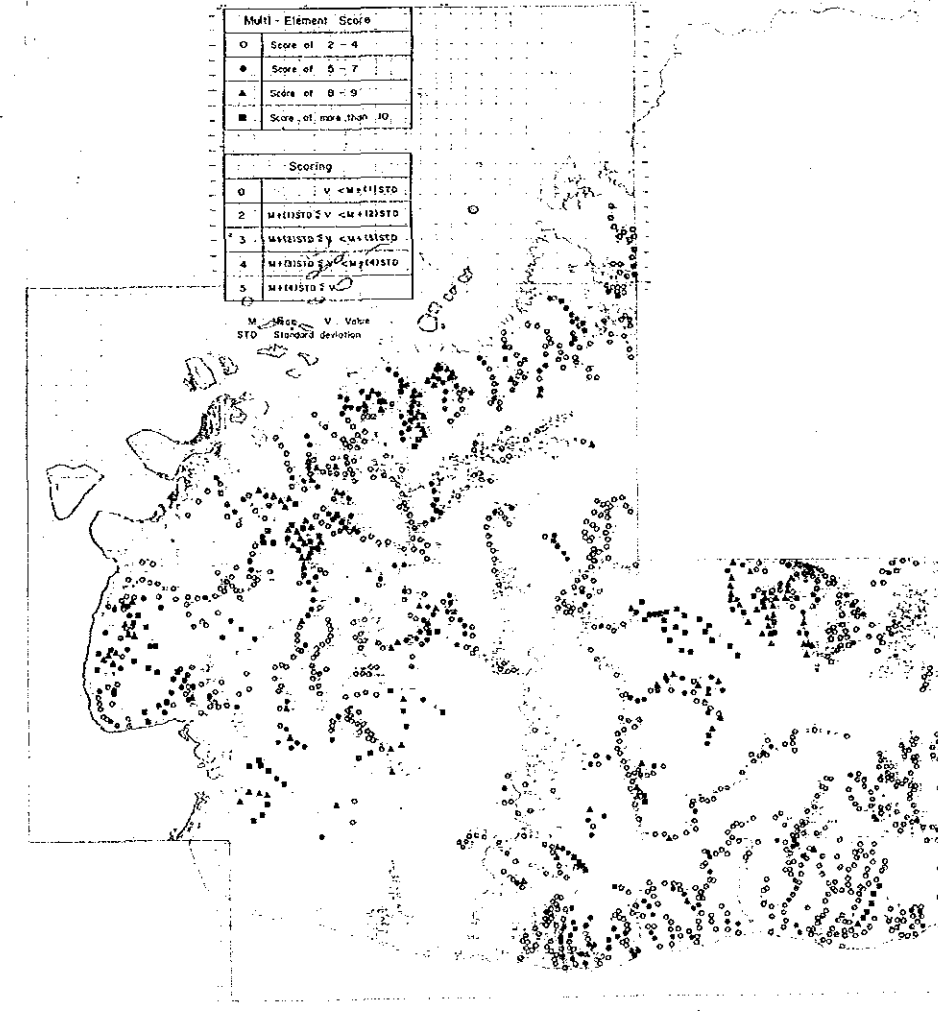 Multi - Element Score
O Score of 2 - 4
● Score of 5 - 7
▲ Score of 8 - 9
■ Score of more than 10
Scoring
0 V < M+(1)STD
2 M+(1)STD ≦ V < M+(2)STD
3 M+(2)STD ≦ V < M+(3)STD
4 M+(3)STD ≦ V < M+(4)STD
5 M+(4)STD ≦ V
M Mean V Value
STD Standard deviation